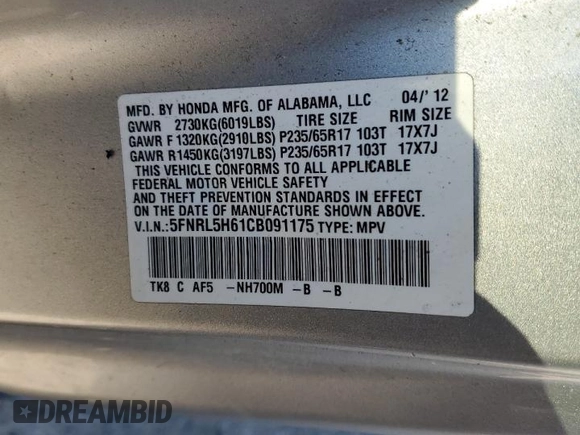 MFD. BY HONDA MFG. OF ALABAMA, LLC 04/' 12
GVWR 2730KG(6019LBS) TIRE SIZE RIM SIZE
GAWR F 1320KG(2910LBS) P235/65R17 103T 17X7J
GAWR R1450KG(3197LBS) P235/65R17 103T 17X7J
THIS VEHICLE CONFORMS TO ALL APPLICABLE
FEDERAL MOTOR VEHICLE SAFETY
AND THEFT PREVENTION STANDARDS IN EFFECT
ON THE DATE OF MANUFACTURE SHOWN ABOVE.
V.I.N.:5FNRL5H61CB091175 TYPE: MPV
TK8 C AF5 -NH700M -B -B
DREAMBID